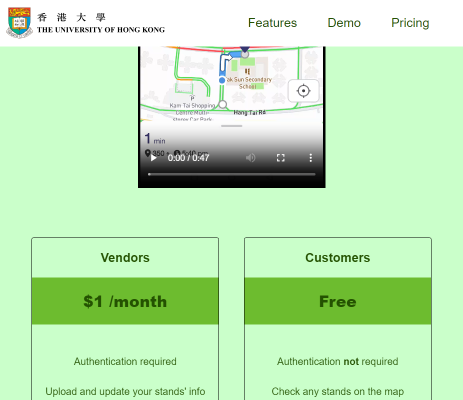 香港大學
THE UNIVERSITY OF HONG KONG
Features
Demo
Pricing
ak Sun Secondary
School
P
Kam Tai Shopping
Centre Multi-
Storey Car Park
Hang Tai Rd
1 min
0:00 / 0:47
Vendors
$1 /month
Authentication required
Upload and update your stands' info
Customers
Free
Authentication not required
Check any stands on the map